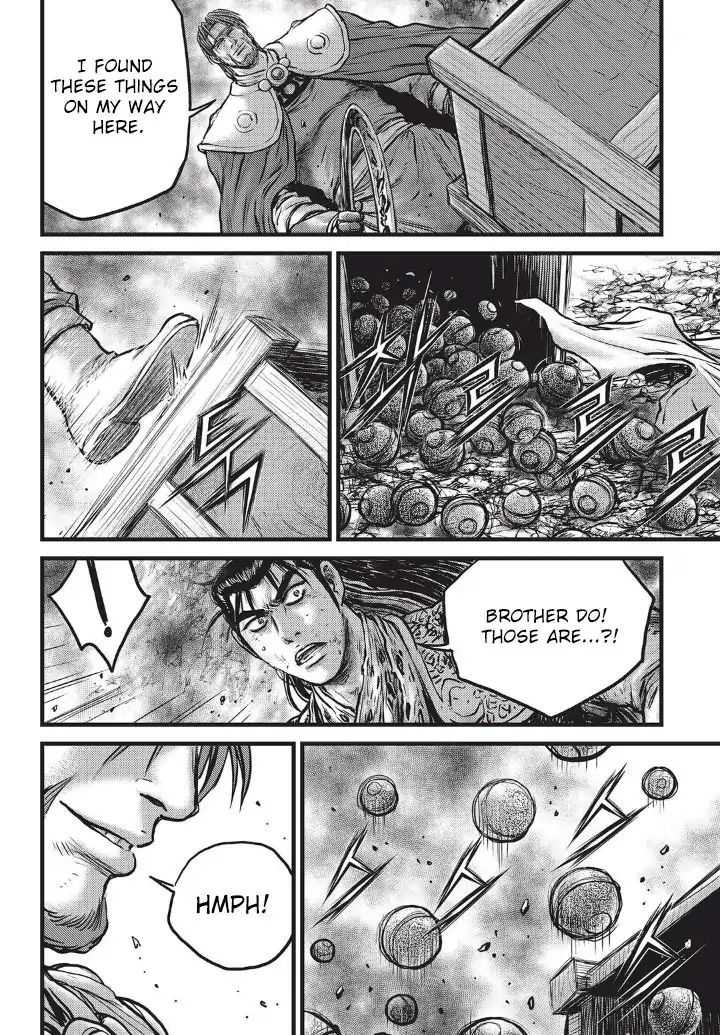 I FOUND
THESE THINGS
ON MY WAY
HERE.
!
BROTHER DO!
THOSE ARE...?!
HMPH!